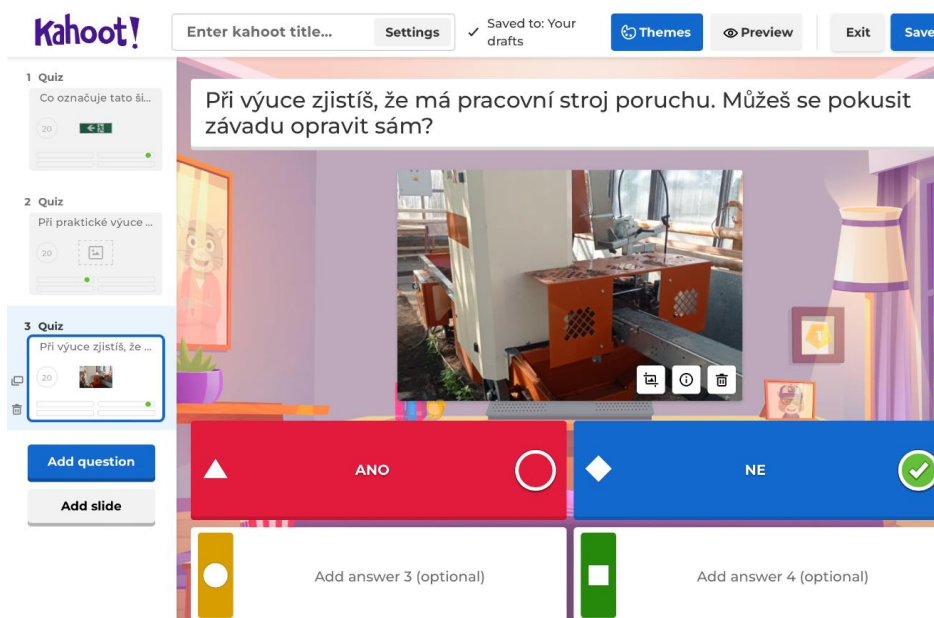 Kahoot!
Enter kahoot title...
Settings
Saved to: Your
drafts
Themes
Preview
Exit
Save
1 Quiz
Co označuje tato ši...
20
2 Quiz
Při praktické výuce ...
20
3 Quiz
Při výuce zjistíš, že ...
20
Add question
Add slide
Při výuce zjistíš, že má pracovní stroj poruchu. Můžeš se pokusit
závadu opravit sám?
ANO
NE
Add answer 3 (optional)
Add answer 4 (optional)